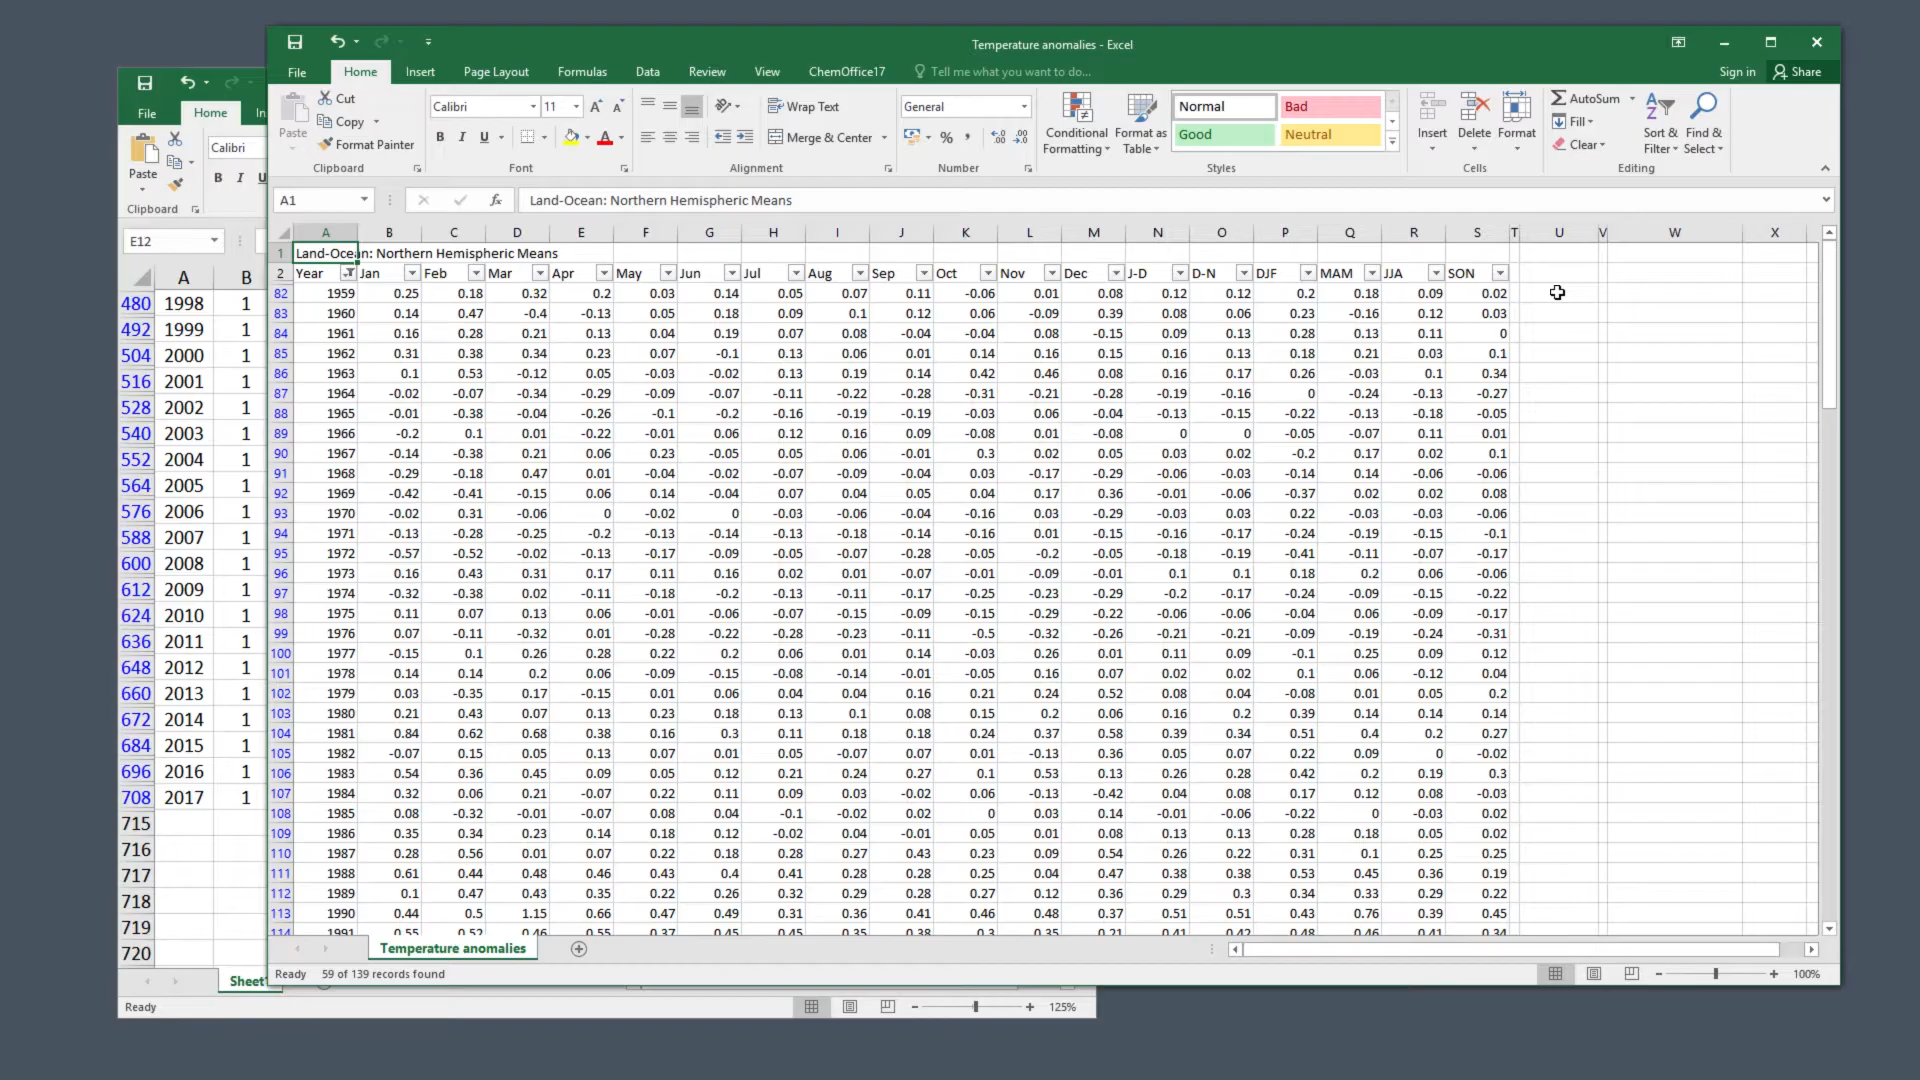 Temperature anomalies - Excel
File Home Insert Page Layout Formulas Data Review View ChemOffice17 Tell me what you want to do... Sign in Share
Paste Cut Copy Format Painter Clipboard
Calibri 11 B I U Font
Wrap Text Merge & Center Alignment
General % Number
Conditional Formatting Format as Table Normal Bad Good Neutral Styles
Insert Delete Format Cells
AutoSum Fill Clear Sort & Filter Find & Select Editing
A1 fx Land-Ocean: Northern Hemispheric Means
A B C D E F G H I J K L M N O P Q R S T U V W X
1 Land-Ocean: Northern Hemispheric Means
2 Year Jan Feb Mar Apr May Jun Jul Aug Sep Oct Nov Dec J-D D-N DJF MAM JJA SON
82 1959 0.25 0.18 0.32 0.2 0.03 0.14 0.05 0.07 0.11 -0.06 0.01 0.08 0.12 0.12 0.2 0.18 0.09 0.02
83 1960 0.14 0.47 -0.4 -0.13 0.05 0.18 0.09 0.1 0.12 0.06 -0.09 0.39 0.08 0.06 0.23 -0.16 0.12 0.03
84 1961 0.16 0.28 0.21 0.13 0.04 0.19 0.07 0.08 -0.04 -0.04 0.08 -0.15 0.09 0.13 0.28 0.13 0.11 0
85 1962 0.31 0.38 0.34 0.23 0.07 -0.1 0.13 0.06 0.01 0.14 0.16 0.15 0.16 0.13 0.18 0.21 0.03 0.1
86 1963 0.1 0.53 -0.12 0.05 -0.03 -0.02 0.13 0.19 0.14 0.42 0.46 0.08 0.16 0.17 0.26 -0.03 0.1 0.34
87 1964 -0.02 -0.07 -0.34 -0.29 -0.09 -0.07 -0.11 -0.22 -0.28 -0.31 -0.21 -0.28 -0.19 -0.16 0 -0.24 -0.13 -0.27
88 1965 -0.01 -0.38 -0.04 -0.26 -0.1 -0.2 -0.16 -0.19 -0.19 -0.03 0.06 -0.04 -0.13 -0.15 -0.22 -0.13 -0.18 -0.05
89 1966 -0.2 0.1 0.01 -0.22 -0.01 0.06 0.12 0.16 0.09 -0.08 0.01 -0.08 0 0 -0.05 -0.07 0.11 0.01
90 1967 -0.14 -0.38 0.21 0.06 0.23 -0.05 0.05 0.06 -0.01 0.3 0.02 0.05 0.03 0.02 -0.2 0.17 0.02 0.1
91 1968 -0.29 -0.18 0.47 0.01 -0.04 -0.02 -0.07 -0.09 -0.04 0.03 -0.17 -0.29 -0.06 -0.03 -0.14 0.14 -0.06 -0.06
92 1969 -0.42 -0.41 -0.15 0.06 0.14 -0.04 0.07 0.04 0.05 0.04 0.17 0.36 -0.01 -0.06 -0.37 0.02 0.02 0.08
93 1970 -0.02 0.31 -0.06 0 -0.02 0 -0.03 -0.06 -0.04 -0.16 0.03 -0.29 -0.03 0.03 0.22 -0.03 -0.03 -0.06
94 1971 -0.13 -0.28 -0.25 -0.2 -0.13 -0.14 -0.13 -0.18 -0.14 -0.16 0.01 -0.15 -0.16 -0.17 -0.24 -0.19 -0.15 -0.1
95 1972 -0.57 -0.52 -0.02 -0.13 -0.17 -0.09 -0.05 -0.07 -0.28 -0.05 -0.2 -0.05 -0.18 -0.19 -0.41 -0.11 -0.07 -0.17
96 1973 0.16 0.43 0.31 0.17 0.11 0.16 0.02 0.01 -0.07 -0.01 -0.09 -0.01 0.1 0.1 0.18 0.2 0.06 -0.06
97 1974 -0.32 -0.38 0.02 -0.11 -0.18 -0.2 -0.13 -0.11 -0.17 -0.25 -0.23 -0.29 -0.2 -0.17 -0.24 -0.09 -0.15 -0.22
98 1975 0.11 0.07 0.13 0.06 -0.01 -0.06 -0.07 -0.15 -0.09 -0.15 -0.29 -0.22 -0.06 -0.06 -0.04 0.06 -0.09 -0.17
99 1976 0.07 -0.11 -0.32 0.01 -0.28 -0.22 -0.28 -0.23 -0.11 -0.5 -0.32 -0.26 -0.21 -0.21 -0.09 -0.19 -0.24 -0.31
100 1977 -0.15 0.1 0.26 0.28 0.22 0.2 0.06 0.01 0.14 -0.03 0.26 0.01 0.11 0.09 -0.1 0.25 0.09 0.12
101 1978 0.14 0.14 0.2 0.06 -0.09 -0.15 -0.08 -0.14 -0.01 -0.05 0.16 0.07 0.02 0.02 0.1 0.06 -0.12 0.04
102 1979 0.03 -0.35 0.17 -0.15 0.01 0.06 0.04 0.04 0.16 0.21 0.24 0.52 0.08 0.04 -0.08 0.01 0.05 0.2
103 1980 0.21 0.43 0.07 0.13 0.23 0.18 0.13 0.1 0.08 0.15 0.2 0.06 0.16 0.2 0.39 0.14 0.14 0.14
104 1981 0.84 0.62 0.68 0.38 0.16 0.3 0.11 0.18 0.18 0.24 0.37 0.58 0.39 0.34 0.51 0.4 0.2 0.27
105 1982 -0.07 0.15 0.05 0.13 0.07 0.01 0.05 -0.07 0.07 0.01 -0.13 0.36 0.05 0.07 0.22 0.09 0 -0.02
106 1983 0.54 0.36 0.45 0.09 0.05 0.12 0.21 0.24 0.27 0.1 0.53 0.13 0.26 0.28 0.42 0.2 0.19 0.3
107 1984 0.32 0.06 0.21 -0.07 0.22 0.11 0.09 0.03 -0.02 0.06 -0.13 -0.42 0.04 0.08 0.17 0.12 0.08 -0.03
108 1985 0.08 -0.32 -0.01 -0.07 0.08 0.04 -0.1 -0.02 0.02 0 0.03 0.14 -0.01 -0.06 -0.22 0 -0.03 0.02
109 1986 0.35 0.34 0.23 0.14 0.18 0.12 -0.02 0.04 -0.01 0.05 0.01 0.08 0.13 0.13 0.28 0.18 0.05 0.02
110 1987 0.28 0.56 0.01 0.07 0.22 0.18 0.28 0.27 0.43 0.23 0.09 0.54 0.26 0.22 0.31 0.1 0.25 0.25
111 1988 0.61 0.44 0.48 0.46 0.43 0.4 0.41 0.28 0.28 0.25 0.04 0.47 0.38 0.38 0.53 0.45 0.36 0.19
112 1989 0.1 0.47 0.43 0.35 0.22 0.26 0.32 0.29 0.28 0.27 0.12 0.36 0.29 0.3 0.34 0.33 0.29 0.22
113 1990 0.44 0.5 1.15 0.66 0.47 0.49 0.31 0.36 0.41 0.46 0.48 0.37 0.51 0.51 0.43 0.76 0.39 0.45
114 1991 0.55 0.52 0.46 0.55 0.37 0.45 0.45 0.35 0.38 0.3 0.35 0.21 0.41 0.42 0.48 0.46 0.41 0.34
Temperature anomalies
Ready 59 of 139 records found 100%
File Home In
Paste Calibri B I U
Clipboard
E12
A B
480 1998 1
492 1999 1
504 2000 1
516 2001 1
528 2002 1
540 2003 1
552 2004 1
564 2005 1
576 2006 1
588 2007 1
600 2008 1
612 2009 1
624 2010 1
636 2011 1
648 2012 1
660 2013 1
672 2014 1
684 2015 1
696 2016 1
708 2017 1
715
716
717
718
719
720
Sheet
Ready 125%